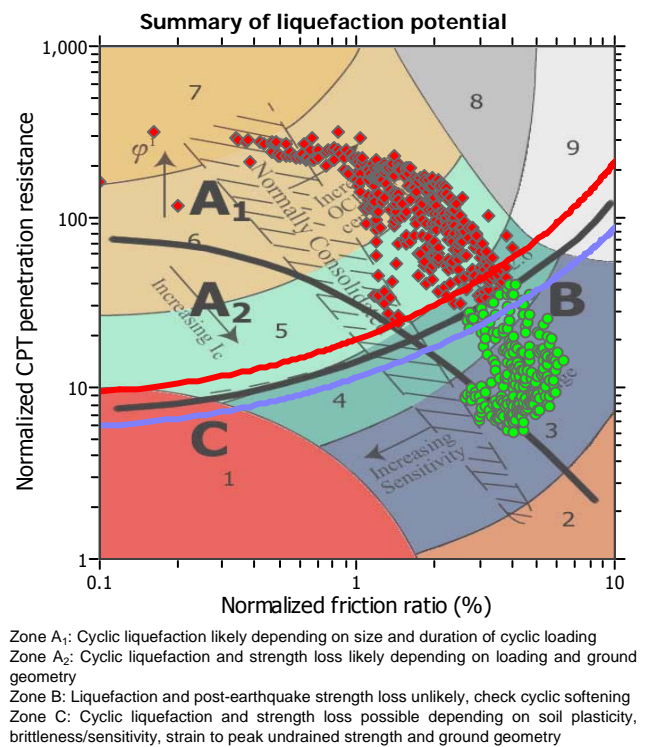 Summary of liquefaction potential
Normalized CPT penetration resistance
1,000
100
10
1
7
8
9
φ'
A1
6
A2
5
B
4
C
3
1
2
Normally Consolidated
Increasing Ic
Increasing
Sensitivity
0.1
1
10
Normalized friction ratio (%)
Zone A1: Cyclic liquefaction likely depending on size and duration of cyclic loading
Zone A2: Cyclic liquefaction and strength loss likely depending on loading and ground
geometry
Zone B: Liquefaction and post-earthquake strength loss unlikely, check cyclic softening
Zone C: Cyclic liquefaction and strength loss possible depending on soil plasticity,
brittleness/sensitivity, strain to peak undrained strength and ground geometry